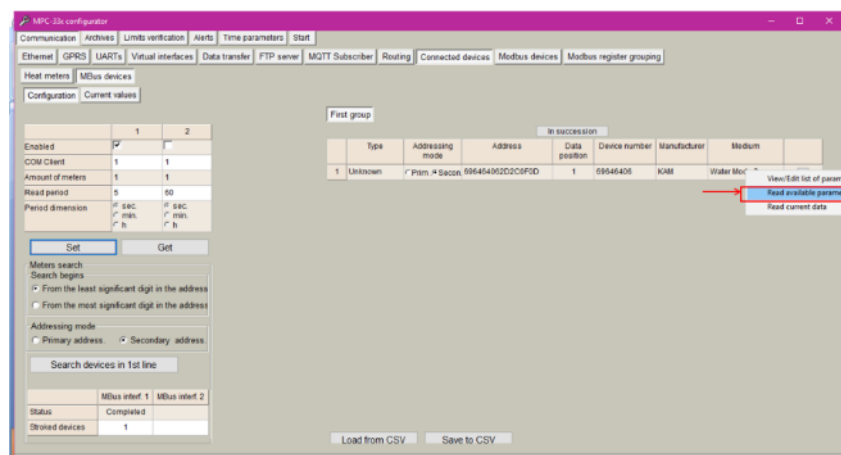 MPC-33x configurator
Communication Archives Limits verification Alerts Time parameters Start
Ethernet GPRS UARTs Virtual interfaces Data transfer FTP server MQTT Subscriber Routing Connected devices Modbus devices Modbus register grouping
Heat meters MBus devices
Configuration Current values
First group
1 2
In succession
Enabled
Type Addressing mode Address Data position Device number Manufacturer Medium
COM Client 1 1
Amount of meters 1 1
1 Unknown Prim. Secon. 1 69646406 KAM Water
View/Edit list of param
Read period 5 60
Read available parame
Period dimension sec. sec.
min. min.
h h
Read current data
Set Get
Meters search
Search begins
From the least significant digit in the address
From the most significant digit in the address
Addressing mode
Primary address. Secondary address.
Search devices in 1st line
MBus interf. 1 MBus interf. 2
Status Completed
Stroked devices 1
Load from CSV Save to CSV